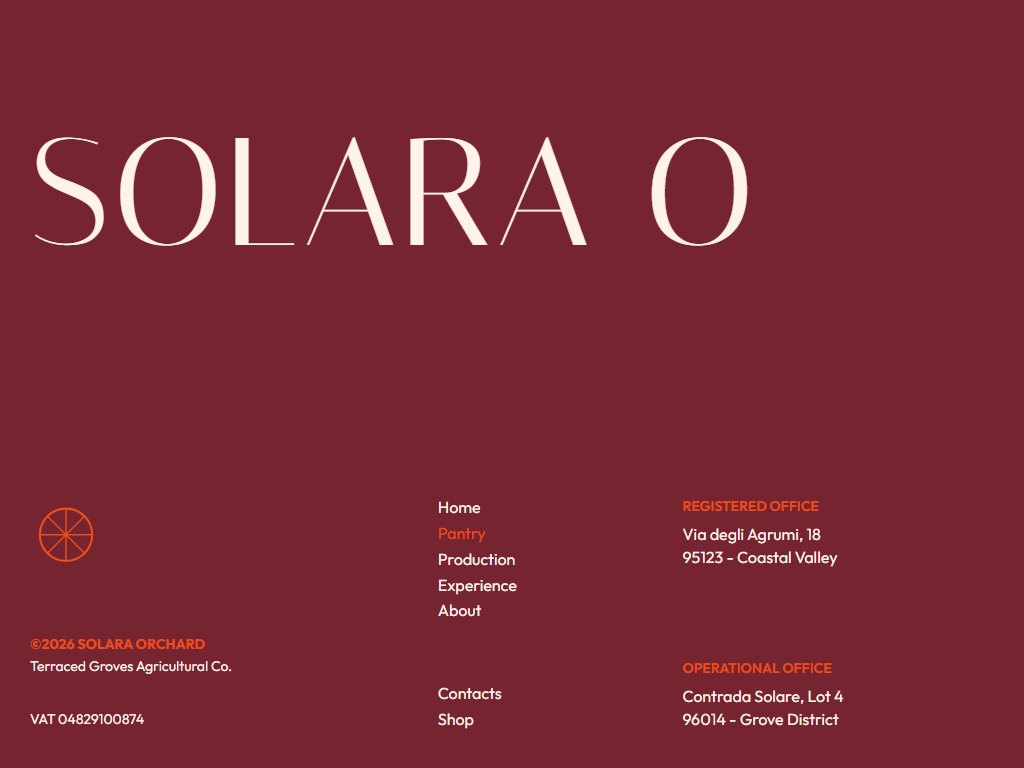 SOLARA O
Home
Pantry
Production
Experience
About
Contacts
Shop
REGISTERED OFFICE
Via degli Agrumi, 18
95123 - Coastal Valley
OPERATIONAL OFFICE
Contrada Solare, Lot 4
96014 - Grove District
©2026 SOLARA ORCHARD
Terraced Groves Agricultural Co.
VAT 04829100874